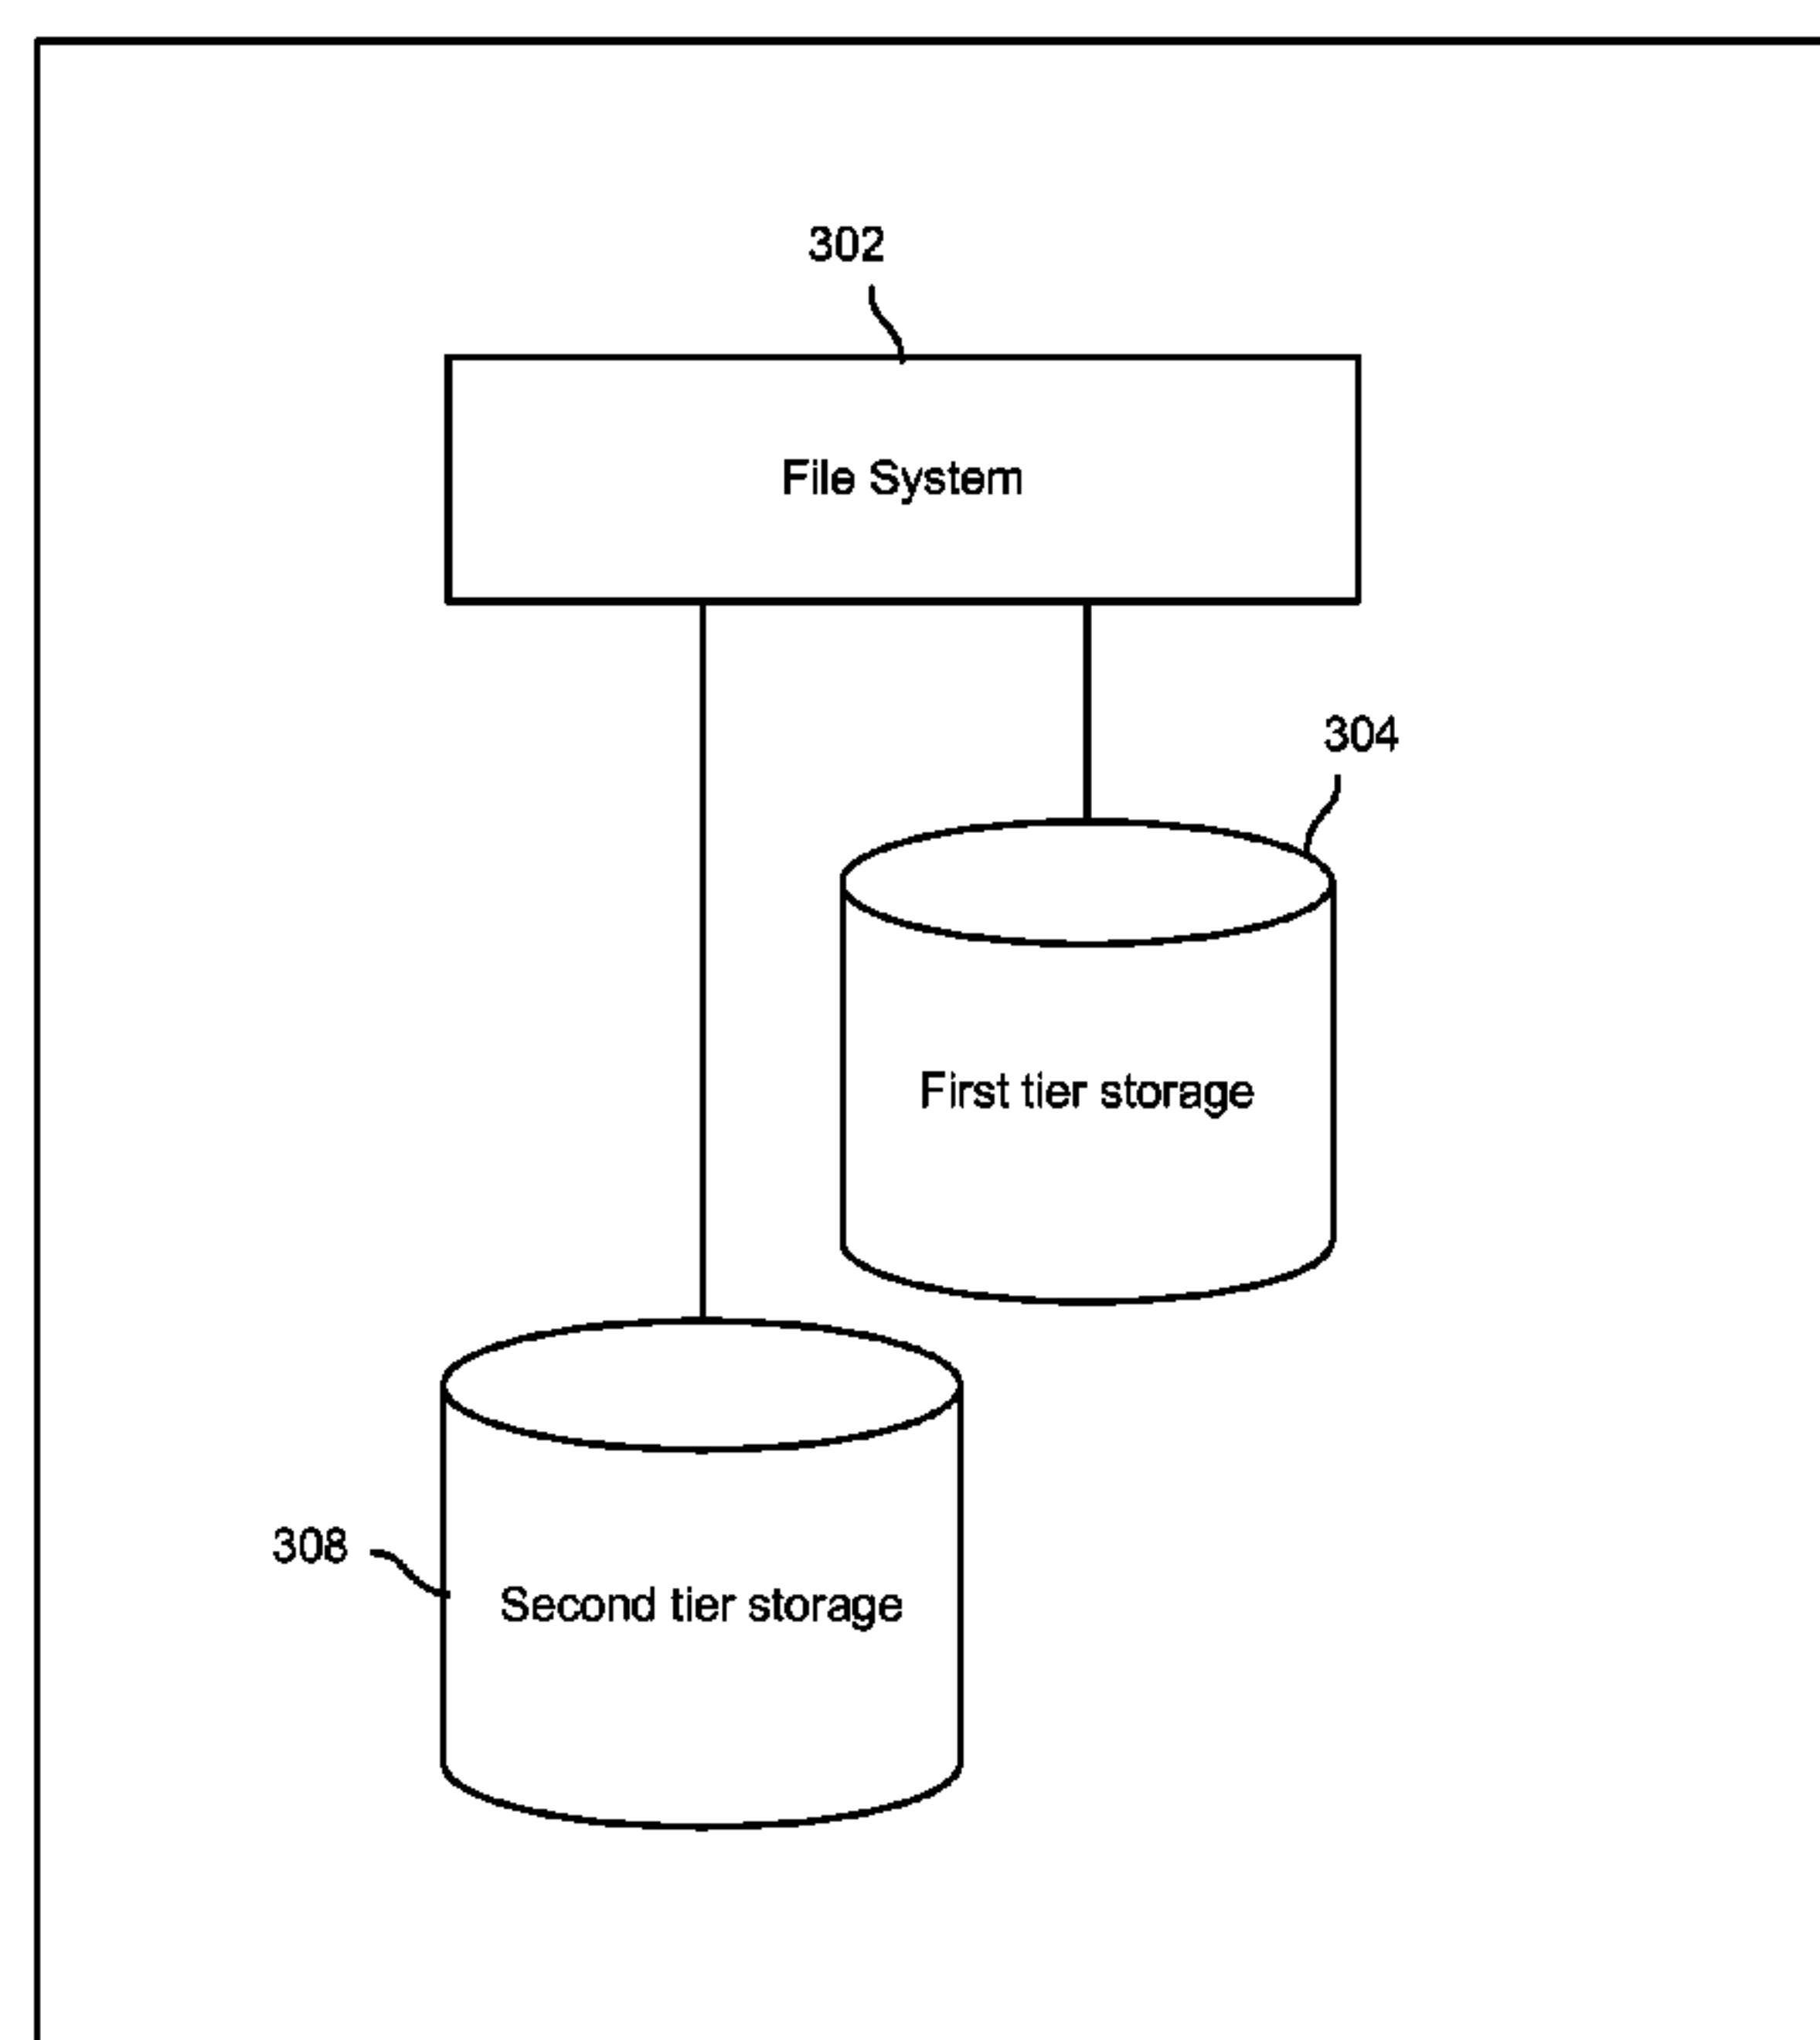 302
File System
304
First tier storage
308
Second tier storage